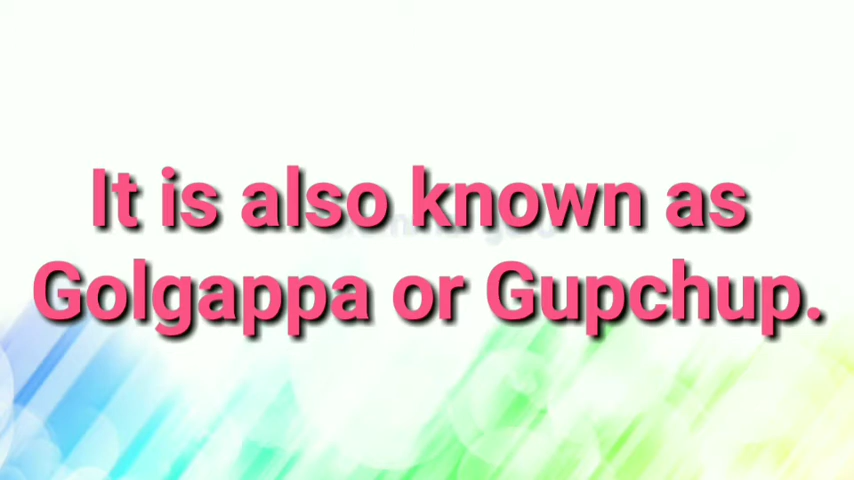 It is also known as
Golgappa or Gupchup.